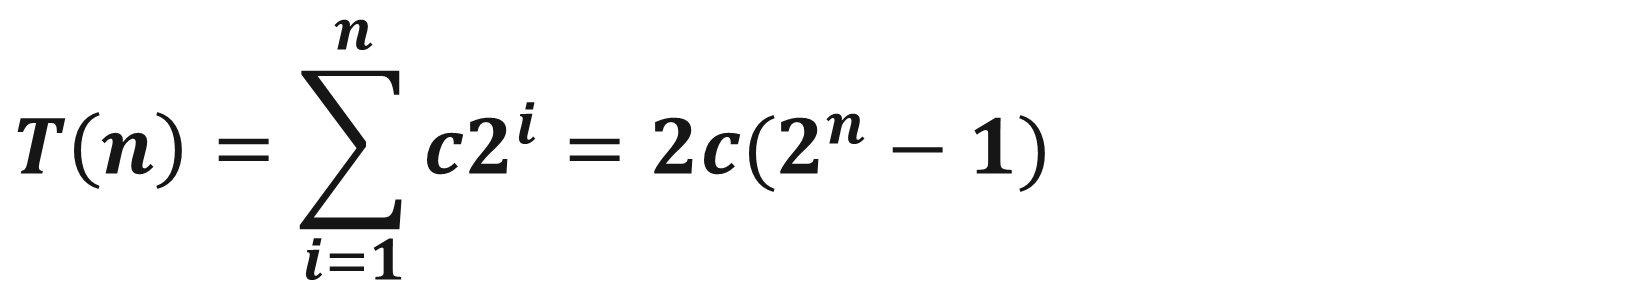 T(n) = \sum_{i=1}^{n} c2^i = 2c(2^n − 1)